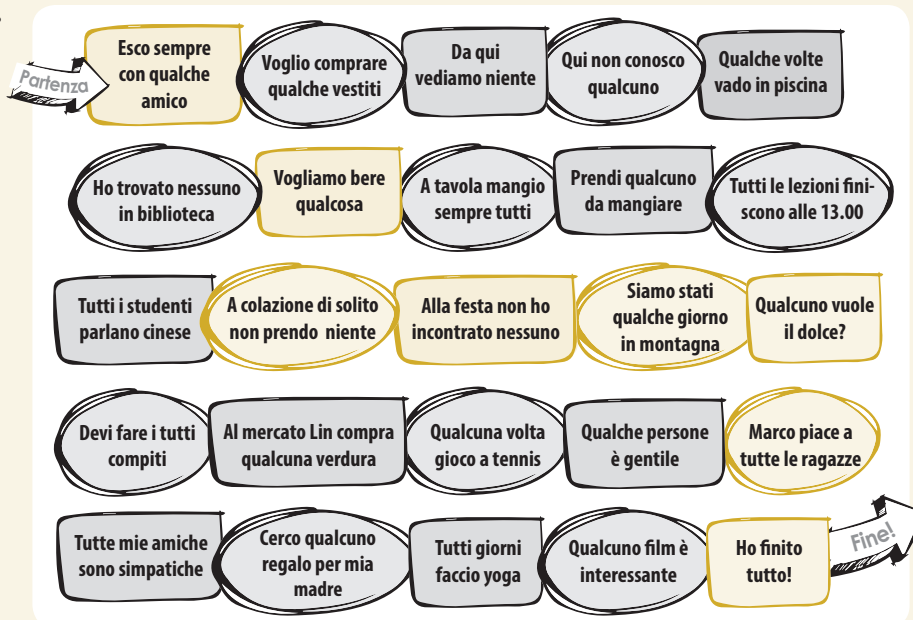 Partenza
Esco sempre
con qualche
amico
Voglio comprare
qualche vestiti
Da qui
vediamo niente
Qui non conosco
qualcuno
Qualche volte
vado in piscina
Ho trovato nessuno
in biblioteca
Vogliamo bere
qualcosa
A tavola mangio
sempre tutti
Prendi qualcuno
da mangiare
Tutti le lezioni fini-
scono alle 13.00
Tutti i studenti
parlano cinese
A colazione di solito
non prendo niente
Alla festa non ho
incontrato nessuno
Siamo stati
qualche giorno
in montagna
Qualcuno vuole
il dolce?
Devi fare i tutti
compiti
Al mercato Lin compra
qualcuna verdura
Qualcuna volta
gioco a tennis
Qualche persone
è gentile
Marco piace a
tutte le ragazze
Tutte mie amiche
sono simpatiche
Cerco qualcuno
regalo per mia
madre
Tutti giorni
faccio yoga
Qualcuno film è
interessante
Ho finito
tutto!
Fine!